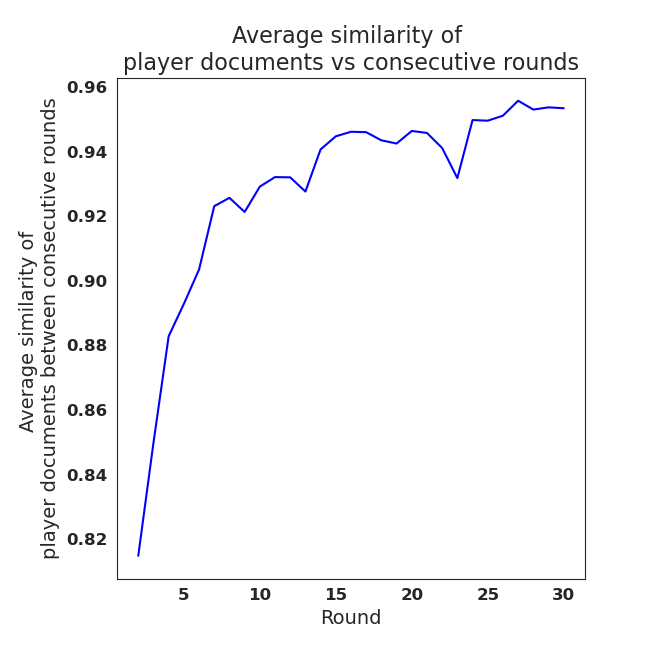 Average similarity of
player documents vs consecutive rounds
Average similarity of
player documents between consecutive rounds
0.96
0.94
0.92
0.90
0.88
0.86
0.84
0.82
5 10 15 20 25 30
Round